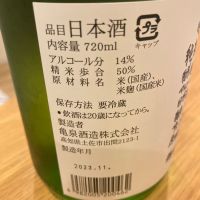 品目 日本酒
内容量 720ml
プラ
キャップ
アルコール分 14%
精米歩合 50%
原材料名 米(国産)、
米麹(国産米)
保存方法 要冷蔵
●飲酒は20歳になってから。
製造者
亀泉酒造株式会社
高知県土佐市出間2123-1
製造年月
2023.11.